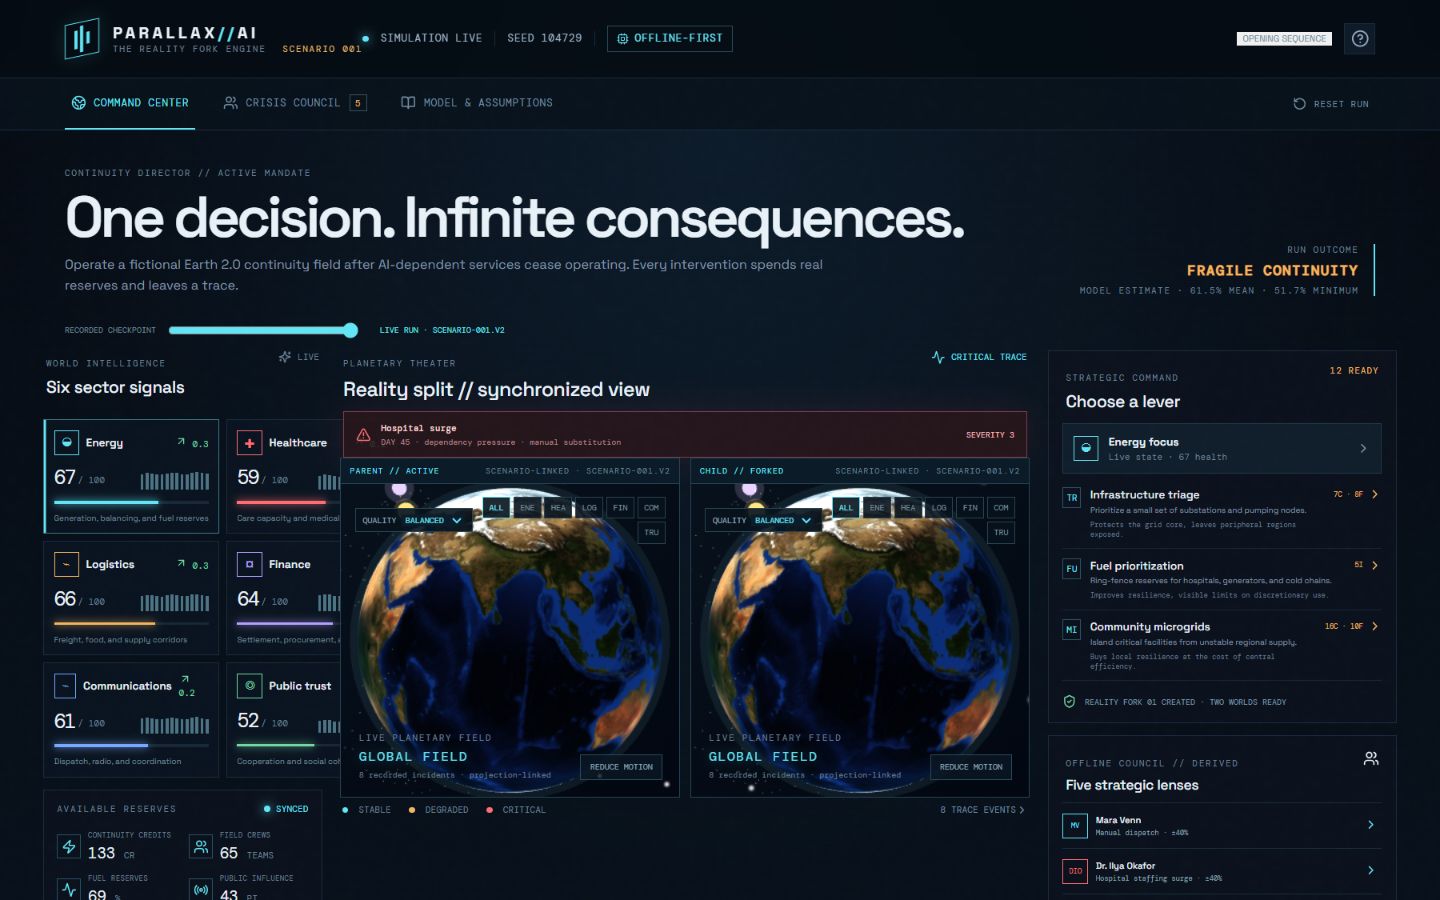 PARALLAX//AI
THE REALITY FORK ENGINE
SCENARIO 001
SIMULATION LIVE
SEED 104729
OFFLINE-FIRST
OPENING SEQUENCE
COMMAND CENTER
CRISIS COUNCIL 5
MODEL & ASSUMPTIONS
RESET RUN
CONTINUITY DIRECTOR // ACTIVE MANDATE
One decision. Infinite consequences.
Operate a fictional Earth 2.0 continuity field after AI-dependent services cease operating. Every intervention spends real
reserves and leaves a trace.
RUN OUTCOME
FRAGILE CONTINUITY
MODEL ESTIMATE · 61.5% MEAN · 51.7% MINIMUM
RECORDED CHECKPOINT
LIVE RUN · SCENARIO-001.V2
WORLD INTELLIGENCE
LIVE
Six sector signals
Energy
0.3
67 / 100
Generation, balancing, and fuel reserves
Healthcare
59 / 100
Care capacity and medical
Logistics
0.3
66 / 100
Freight, food, and supply corridors
Finance
64 / 100
Settlement, procurement,
Communications
0.2
61 / 100
Dispatch, radio, and coordination
Public trust
52 / 100
Cooperation and social
AVAILABLE RESERVES
SYNCED
CONTINUITY CREDITS
133 CR
FIELD CREWS
65 TEAMS
FUEL RESERVES
69 %
PUBLIC INFLUENCE
43 PT
PLANETARY THEATER
CRITICAL TRACE
Reality split // synchronized view
Hospital surge
DAY 45 · dependency pressure · manual substitution
SEVERITY 3
PARENT // ACTIVE
SCENARIO-LINKED · SCENARIO-001.V2
QUALITY BALANCED
ALL ENE HEA LOG FIN COM
TRU
LIVE PLANETARY FIELD
GLOBAL FIELD
8 recorded incidents · projection-linked
REDUCE MOTION
CHILD // FORKED
SCENARIO-LINKED · SCENARIO-001.V2
QUALITY BALANCED
ALL ENE HEA LOG FIN COM
TRU
LIVE PLANETARY FIELD
GLOBAL FIELD
8 recorded incidents · projection-linked
REDUCE MOTION
STABLE
DEGRADED
CRITICAL
8 TRACE EVENTS
STRATEGIC COMMAND
12 READY
Choose a lever
Energy focus
Live state · 67 health
TR
Infrastructure triage
Prioritize a small set of substations and pumping nodes.
Protects the grid core, leaves peripheral regions
exposed.
FU
Fuel prioritization
Ring-fence reserves for hospitals, generators, and cold chains.
Improves resilience, visible limits on discretionary use.
MI
Community microgrids
Island critical facilities from unstable regional supply.
Buys local resilience at the cost of central
efficiency.
REALITY FORK 01 CREATED · TWO WORLDS READY
OFFLINE COUNCIL // DERIVED
Five strategic lenses
MV
Mara Venn
Manual dispatch · ±40%
DIO
Dr. Ilya Okafor
Hospital staffing surge · ±40%